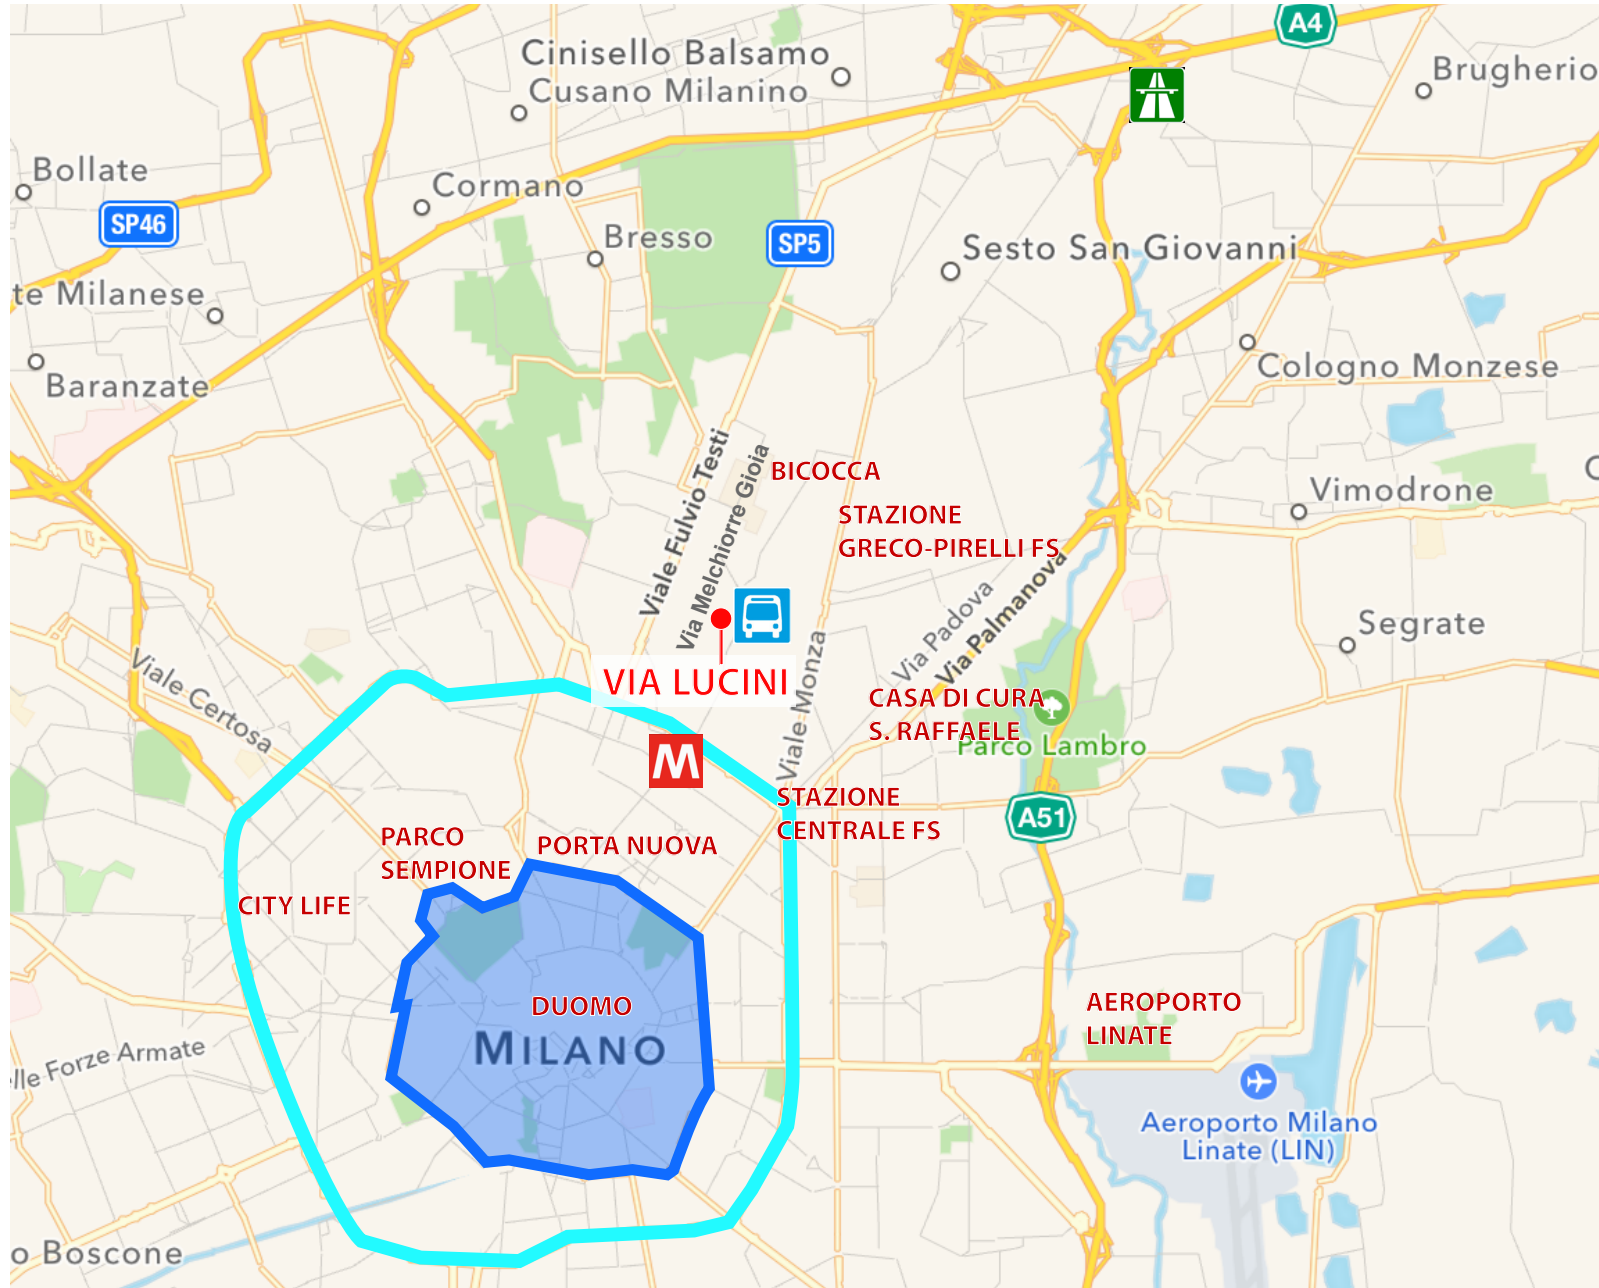 A4
Cinisello Balsamo
Cusano Milanino
Brugherio
Bollate
Cormano
SP46
Bresso
SP5
Sesto San Giovanni
te Milanese
Baranzate
Cologno Monzese
Viale Fulvio Testi
Via Melchiorre Gioia
BICOCCA
Vimodrone
C
STAZIONE
GRECO-PIRELLI FS
Via Padova
Via Palmanova
Segrate
Viale Certosa
VIA LUCINI
Viale Monza
CASA DI CURA
S. RAFFAELE
Parco Lambro
M
STAZIONE
CENTRALE FS
A51
PARCO
SEMPIONE
PORTA NUOVA
CITY LIFE
DUOMO
MILANO
AEROPORTO
LINATE
elle Forze Armate
Aeroporto Milano
Linate (LIN)
o Boscone